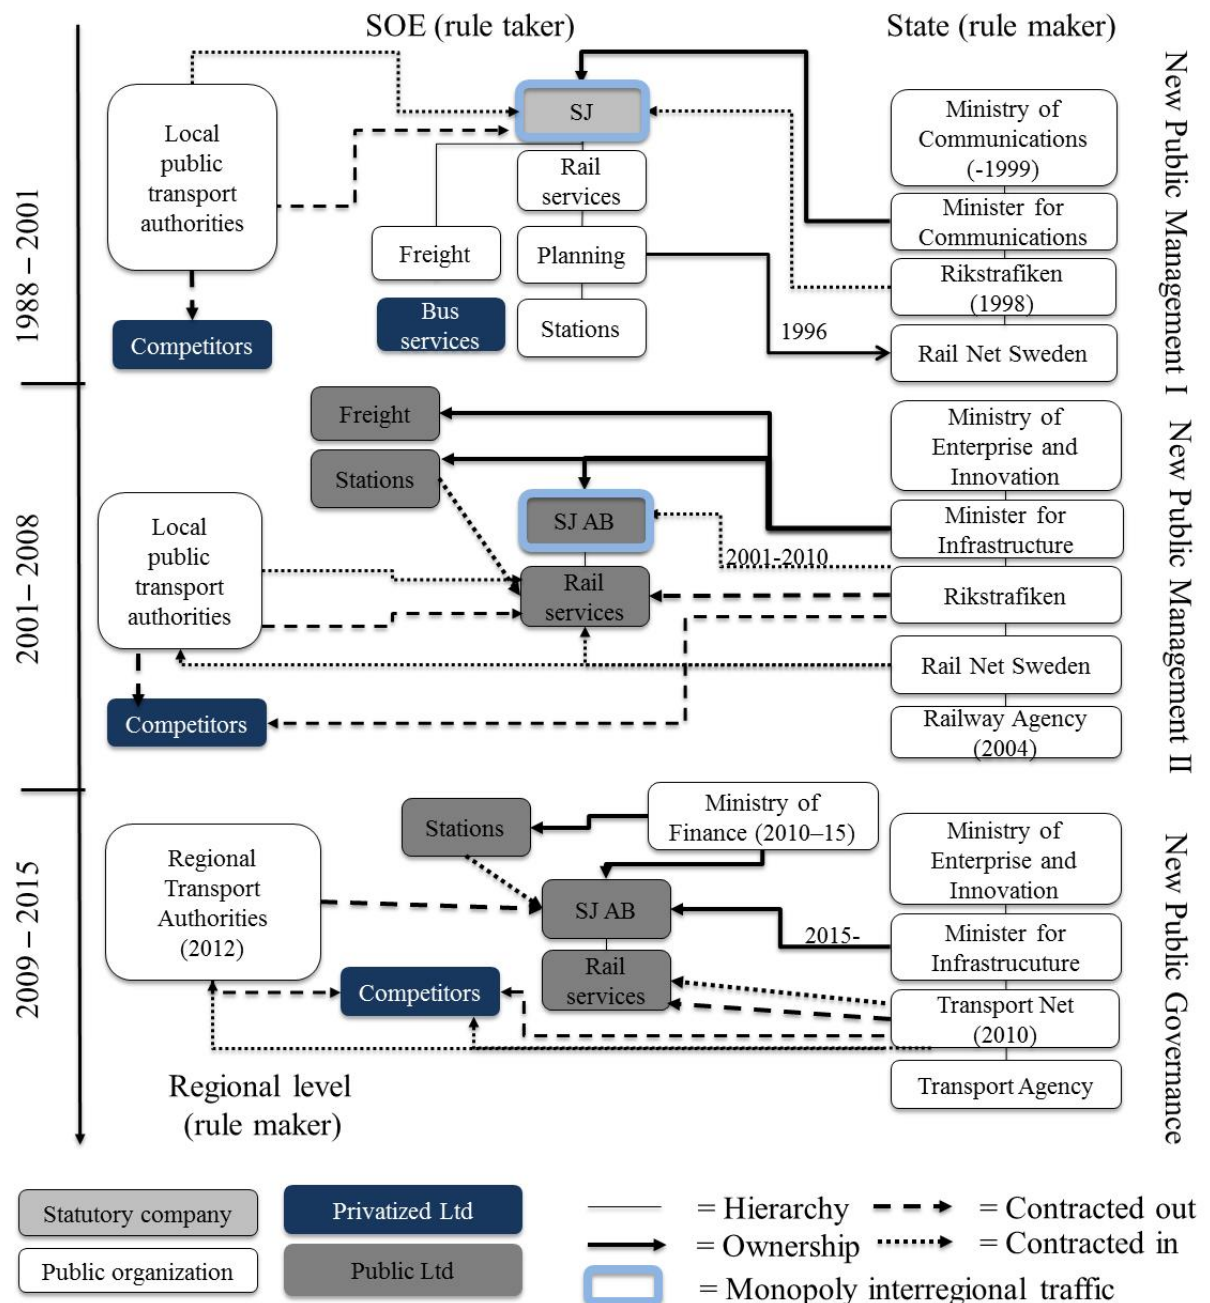 SOE (rule taker)
State (rule maker)
1988 – 2001
New Public Management I
Local
public
transport
authorities
Competitors
SJ
Rail
services
Freight
Planning
Bus
services
Stations
1996
Ministry of
Communications
(-1999)
Minister for
Communications
Rikstrafiken
(1998)
Rail Net Sweden
2001–2008
New Public Management II
Freight
Stations
Local
public
transport
authorities
Competitors
SJ AB
Rail
services
2001-2010
Ministry of
Enterprise and
Innovation
Minister for
Infrastructure
Rikstrafiken
Rail Net Sweden
Railway Agency
(2004)
2009 – 2015
New Public Governance
Stations
Ministry of
Finance (2010–15)
Regional
Transport
Authorities
(2012)
SJ AB
Rail
services
Competitors
2015-
Ministry of
Enterprise and
Innovation
Minister for
Infrastrucuture
Transport Net
(2010)
Transport Agency
Regional level
(rule maker)
Statutory company
Privatized Ltd
Public organization
Public Ltd
= Hierarchy
= Contracted out
= Ownership
= Contracted in
= Monopoly interregional traffic